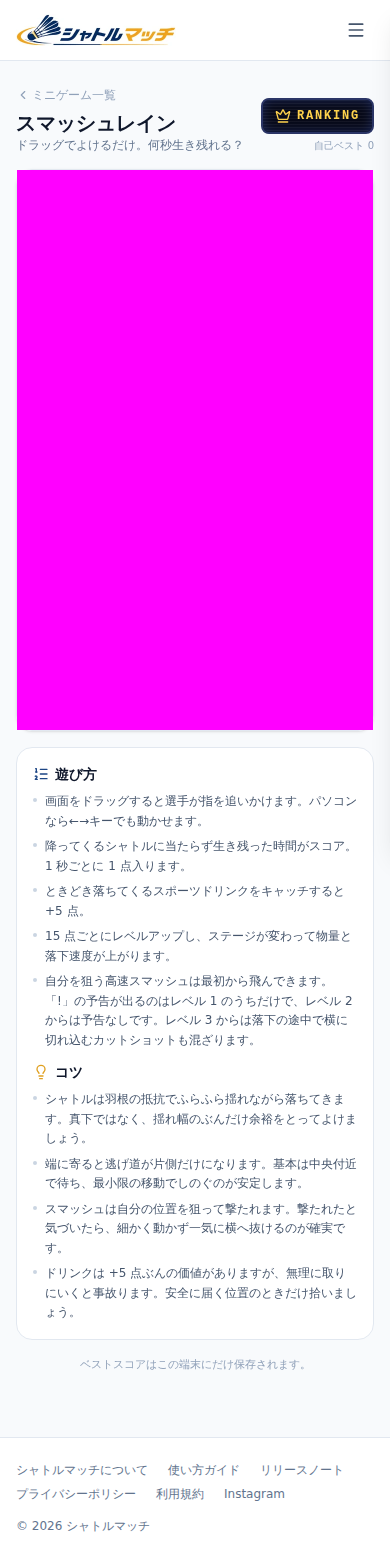 シャトルマッチ
ミニゲーム一覧
スマッシュレイン
RANKING
ドラッグでよけるだけ。何秒生き残れる？
自己ベスト 0
遊び方
画面をドラッグすると選手が指を追いかけます。パソコン
なら←→キーでも動かせます。
降ってくるシャトルに当たらず生き残った時間がスコア。
1 秒ごとに 1 点入ります。
ときどき落ちてくるスポーツドリンクをキャッチすると
+5 点。
15 点ごとにレベルアップし、ステージが変わって物量と
落下速度が上がります。
自分を狙う高速スマッシュは最初から飛んできます。
「!」の予告が出るのはレベル 1 のうちだけで、レベル 2
からは予告なしです。レベル 3 からは落下の途中で横に
切れ込むカットショットも混ざります。
コツ
シャトルは羽根の抵抗でふらふら揺れながら落ちてきま
す。真下ではなく、揺れ幅のぶんだけ余裕をとってよけま
しょう。
端に寄ると逃げ道が片側だけになります。基本は中央付近
で待ち、最小限の移動でしのぐのが安定します。
スマッシュは自分の位置を狙って撃たれます。撃たれたと
気づいたら、細かく動かず一気に横へ抜けるのが確実で
す。
ドリンクは +5 点ぶんの価値がありますが、無理に取り
にいくと事故ります。安全に届く位置のときだけ拾いまし
ょう。
ベストスコアはこの端末にだけ保存されます。
シャトルマッチについて
使い方ガイド
リリースノート
プライバシーポリシー
利用規約
Instagram
© 2026 シャトルマッチ